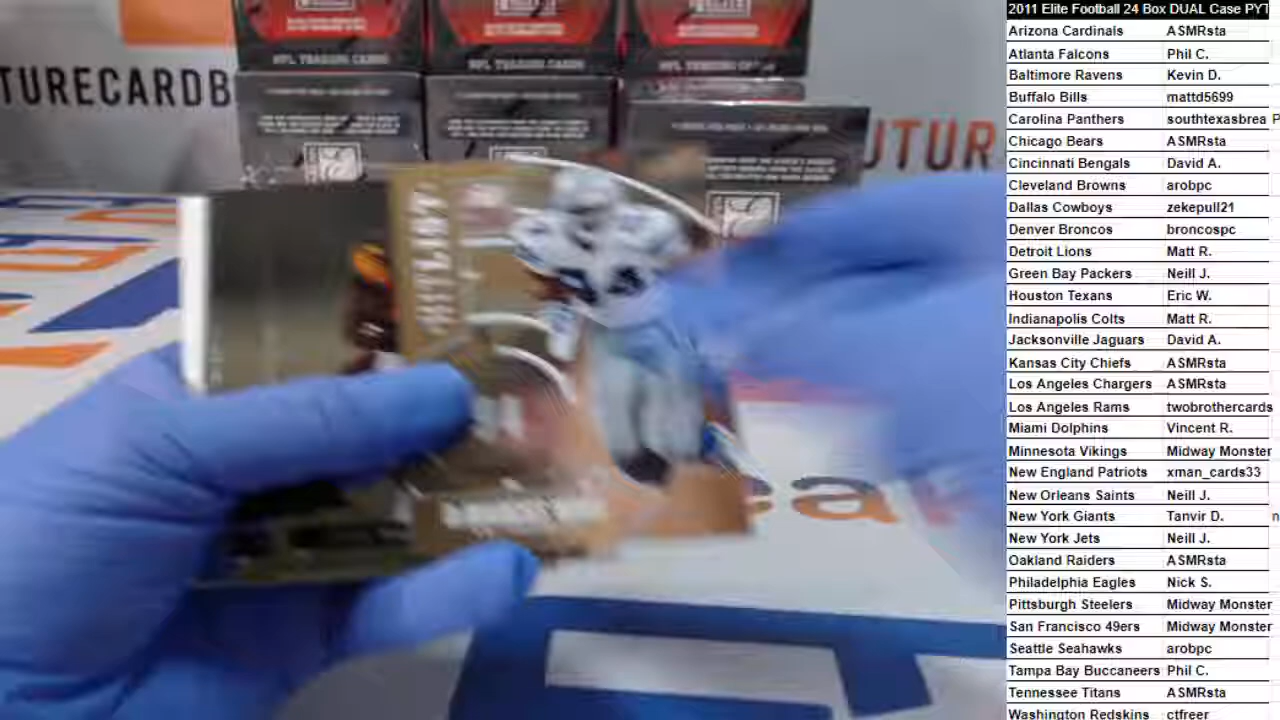 2011 Elite Football 24 Box DUAL Case PYT
Arizona Cardinals ASMRsta
Atlanta Falcons Phil C.
Baltimore Ravens Kevin D.
Buffalo Bills mattd5699
Carolina Panthers southtexasbrea P
Chicago Bears ASMRsta
Cincinnati Bengals David A.
Cleveland Browns arobpc
Dallas Cowboys zekepull21
Denver Broncos broncospc
Detroit Lions Matt R.
Green Bay Packers Neill J.
Houston Texans Eric W.
Indianapolis Colts Matt R.
Jacksonville Jaguars David A.
Kansas City Chiefs ASMRsta
Los Angeles Chargers ASMRsta
Los Angeles Rams twobrothercards
Miami Dolphins Vincent R.
Minnesota Vikings Midway Monster
New England Patriots xman_cards33
New Orleans Saints Neill J.
New York Giants Tanvir D. n
New York Jets Neill J.
Oakland Raiders ASMRsta
Philadelphia Eagles Nick S.
Pittsburgh Steelers Midway Monster
San Francisco 49ers Midway Monster
Seattle Seahawks arobpc
Tampa Bay Buccaneers Phil C.
Tennessee Titans ASMRsta
Washington Redskins ctfreer
TURECARDB
UTUR
NFL TRADING CARDS
NFL TRADING CARDS
ELITE
ea